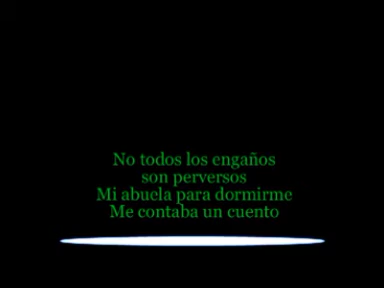 No todos los engaños
son perversos
Mi abuela para dormirme
Me contaba un cuento